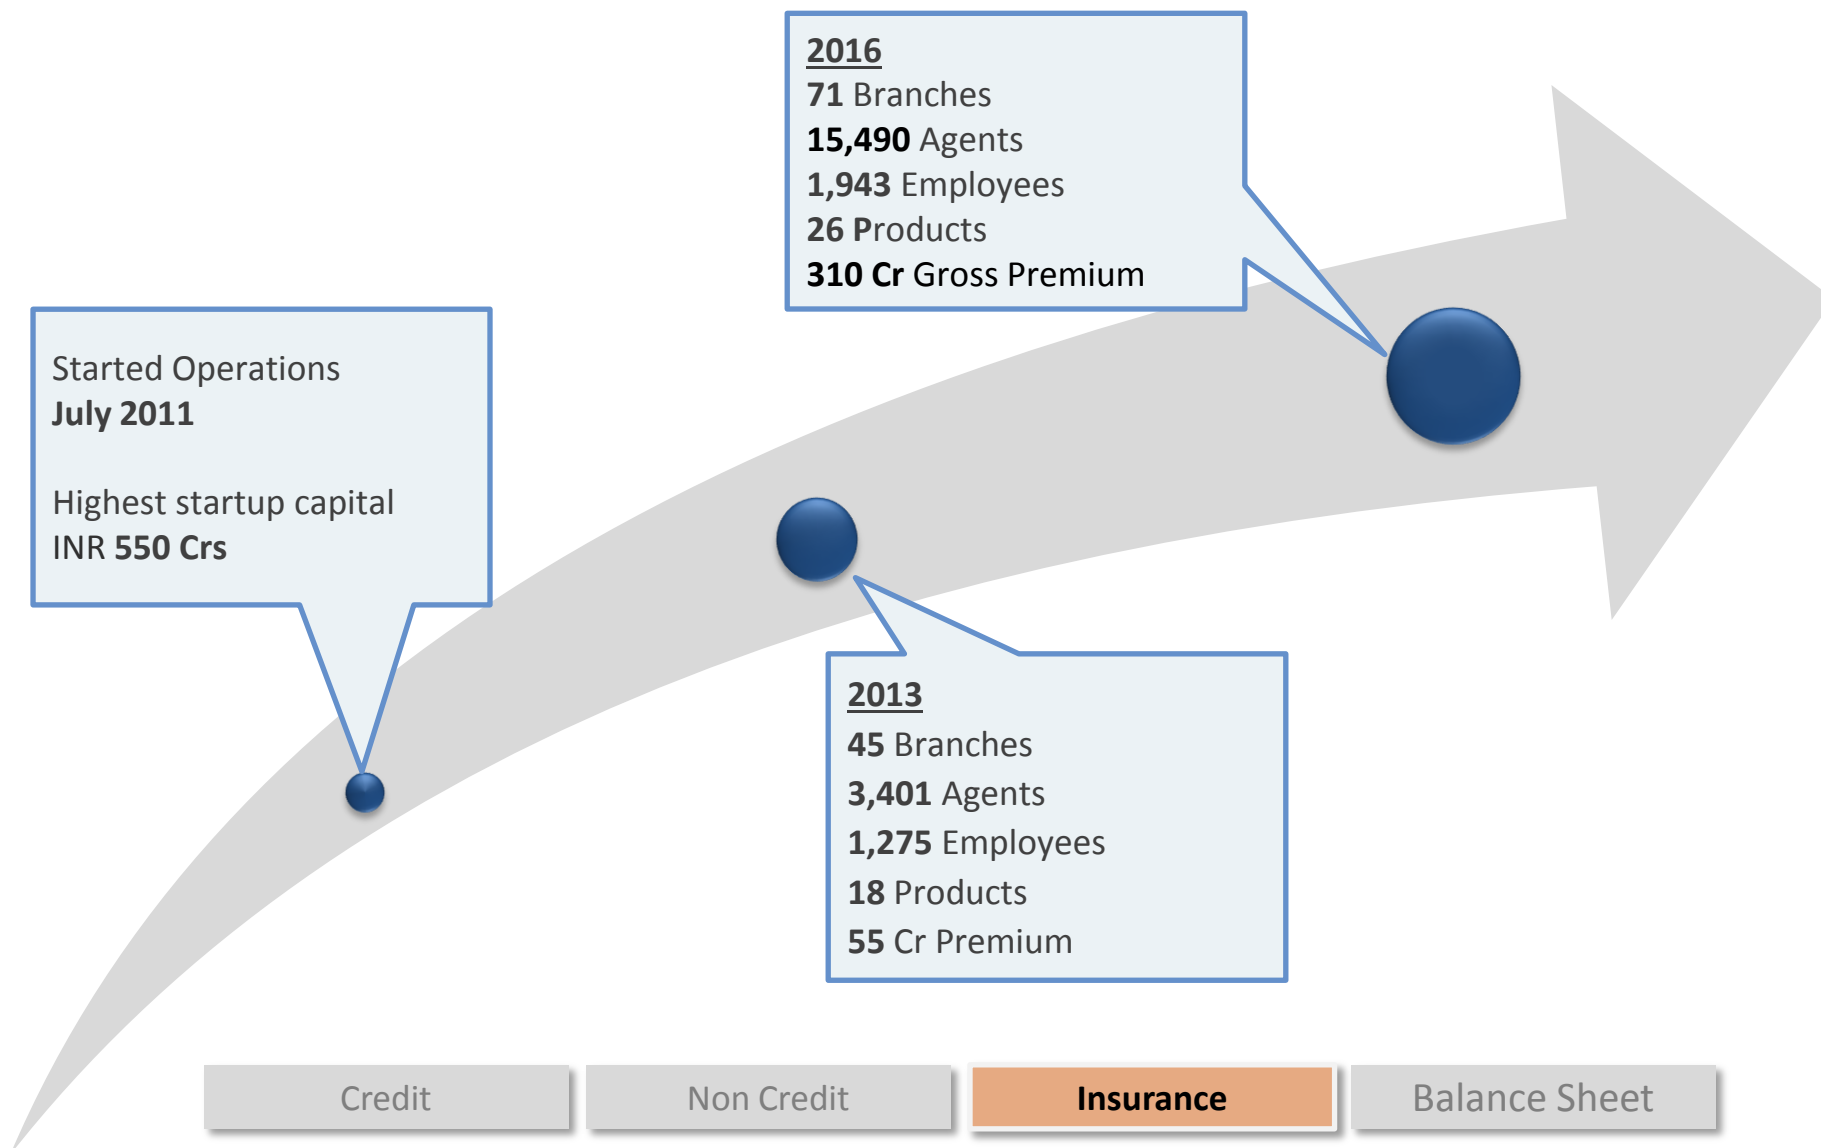 Started Operations
July 2011
Highest startup capital
INR 550 Crs
2016
71 Branches
15,490 Agents
1,943 Employees
26 Products
310 Cr Gross Premium
2013
45 Branches
3,401 Agents
1,275 Employees
18 Products
55 Cr Premium
Credit
Non Credit
Insurance
Balance Sheet